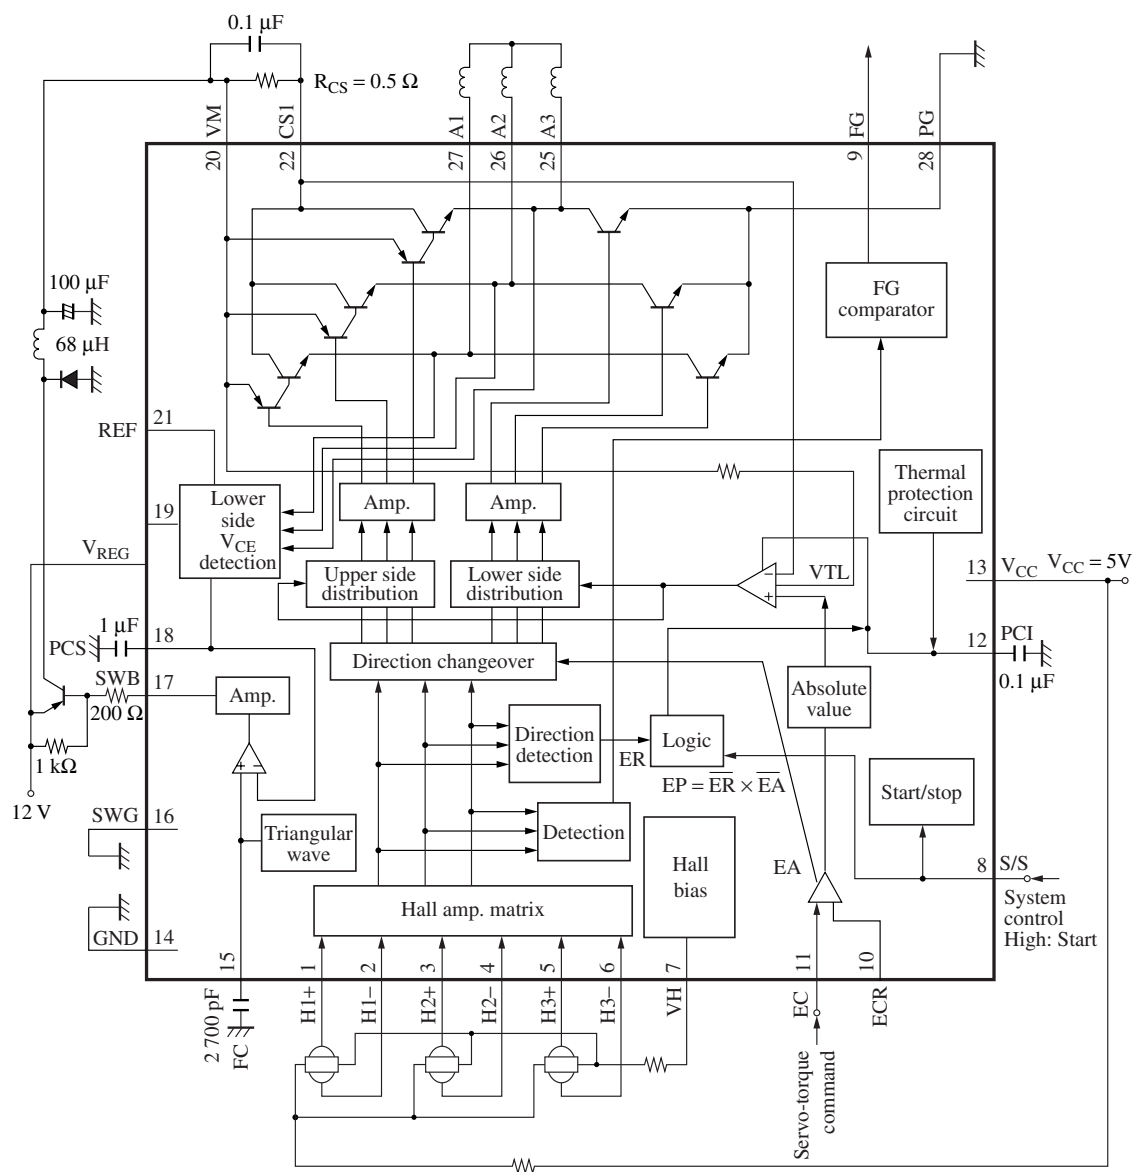 0.1 μF
R_CS = 0.5 Ω
VM
CS1
A1
A2
A3
FG
PG
20
22
27
26
25
9
28
100 μF
68 μH
FG
comparator
21
REF
19
Lower
side
V_CE
detection
V_REG
Amp.
Amp.
Thermal
protection
circuit
Upper side
distribution
Lower side
distribution
−
+
VTL
13
V_CC
V_CC = 5V
1 μF
PCS
18
Direction changeover
12
PCI
0.1 μF
SWB
17
200 Ω
Amp.
Absolute
value
Direction
detection
ER
Logic
1 kΩ
+ −
EP = \overline{ER} × \overline{EA}
Start/stop
12 V
SWG
16
Triangular
wave
Detection
Hall
bias
EA
8
S/S
System
control
High: Start
Hall amp. matrix
GND
14
15
1
2
3
4
5
6
7
11
10
2 700 pF
FC
H1+
H1−
H2+
H2−
H3+
H3−
VH
EC
ECR
Servo-torque
command